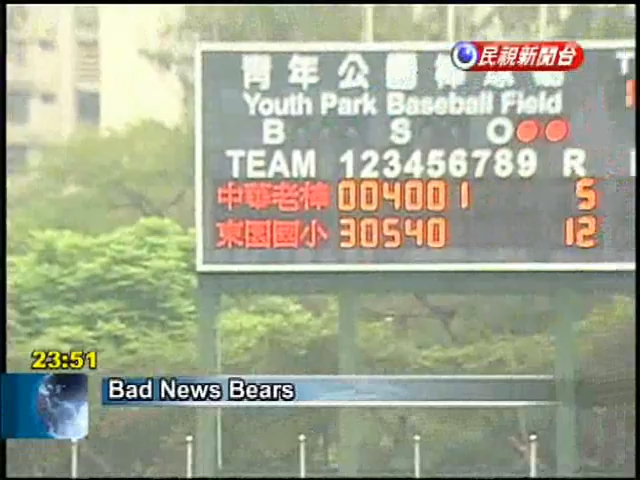 民視新聞台
青年公園棒球場
Youth Park Baseball Field
B S O
TEAM 123456789 R
中華老棒 004001 5
東園國小 30540 12
23:51
Bad News Bears